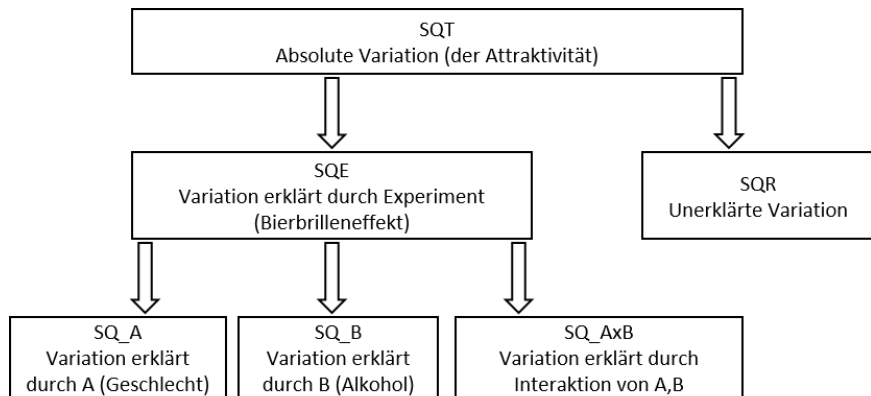 SQT
Absolute Variation (der Attraktivität)
SQE
Variation erklärt durch Experiment
(Bierbrilleneffekt)
SQR
Unerklärte Variation
SQ_A
Variation erklärt
durch A (Geschlecht)
SQ_B
Variation erklärt
durch B (Alkohol)
SQ_AxB
Variation erklärt durch
Interaktion von A,B